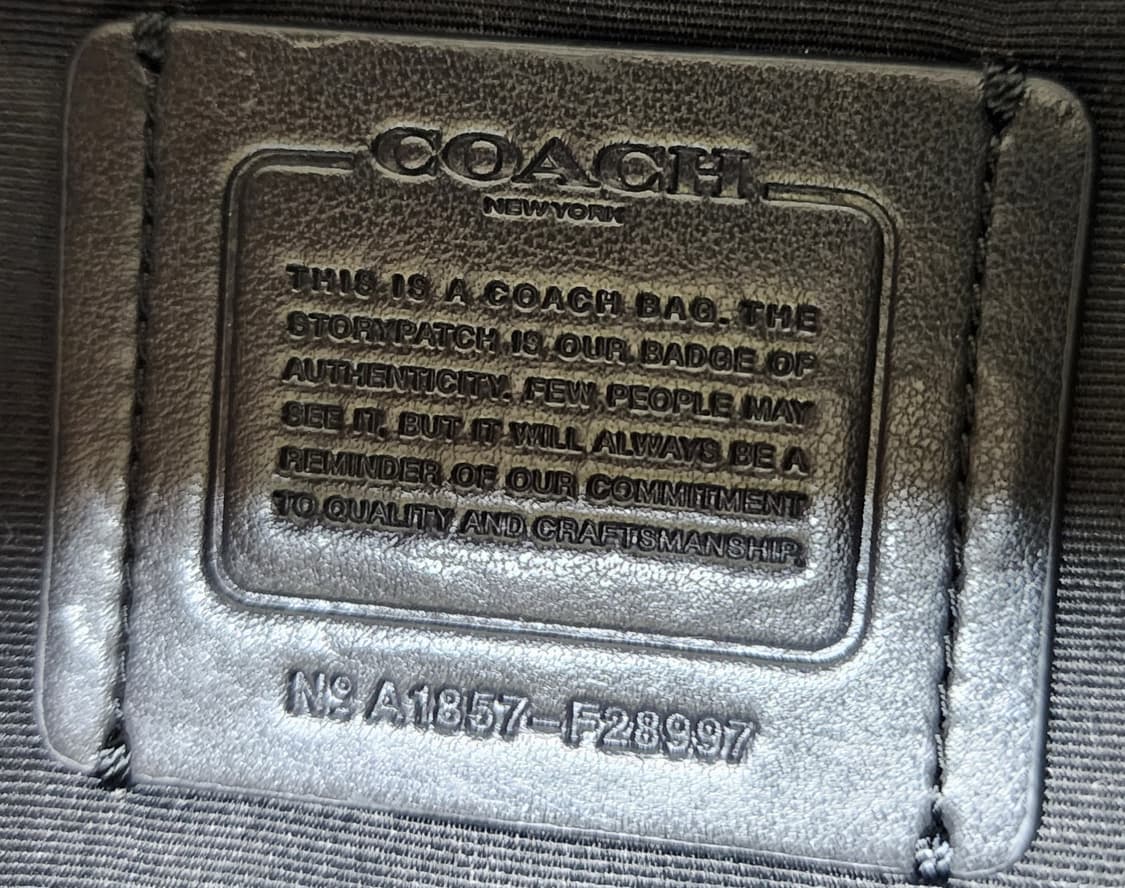 COACH
NEW YORK
THIS IS A COACH BAG. THE
STORYPATCH IS OUR BADGE OF
AUTHENTICITY. FEW PEOPLE MAY
SEE IT, BUT IT WILL ALWAYS BE A
REMINDER OF OUR COMMITMENT
TO QUALITY AND CRAFTSMANSHIP.
Nº A1857-F28997